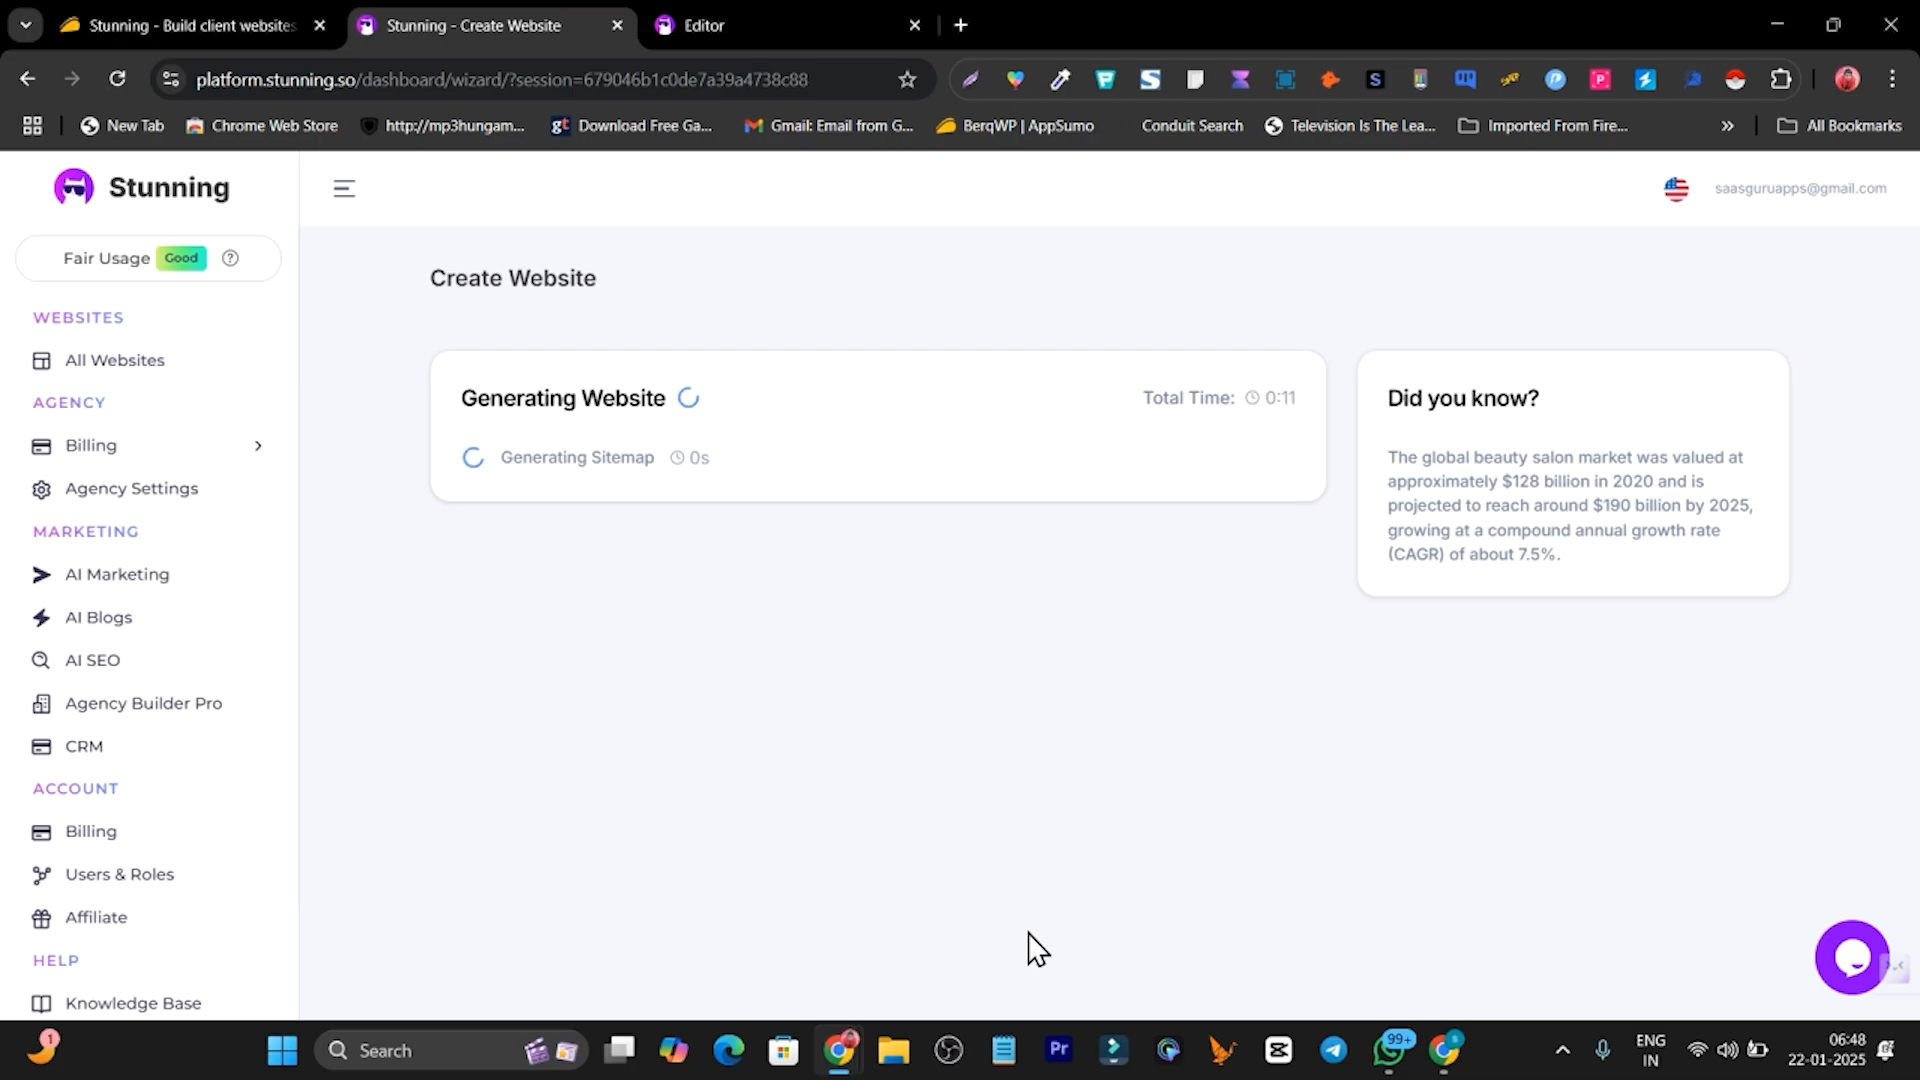 Stunning - Build client websites
Stunning - Create Website
Editor
platform.stunning.so/dashboard/wizard/?session=679046b1c0de7a39a4738c88
New Tab
Chrome Web Store
http://mp3hungam...
Download Free Ga...
Gmail: Email from G...
BerqWP | AppSumo
Conduit Search
Television Is The Lea...
Imported From Fire...
All Bookmarks
Stunning
saasguruapps@gmail.com
Fair Usage Good
WEBSITES
All Websites
AGENCY
Billing
Agency Settings
MARKETING
AI Marketing
AI Blogs
AI SEO
Agency Builder Pro
CRM
ACCOUNT
Billing
Users & Roles
Affiliate
HELP
Knowledge Base
Create Website
Generating Website
Total Time: 0:11
Generating Sitemap 0s
Did you know?
The global beauty salon market was valued at
approximately $128 billion in 2020 and is
projected to reach around $190 billion by 2025,
growing at a compound annual growth rate
(CAGR) of about 7.5%.
1
Search
Pr
99+
ENG
IN
06:48
22-01-2025